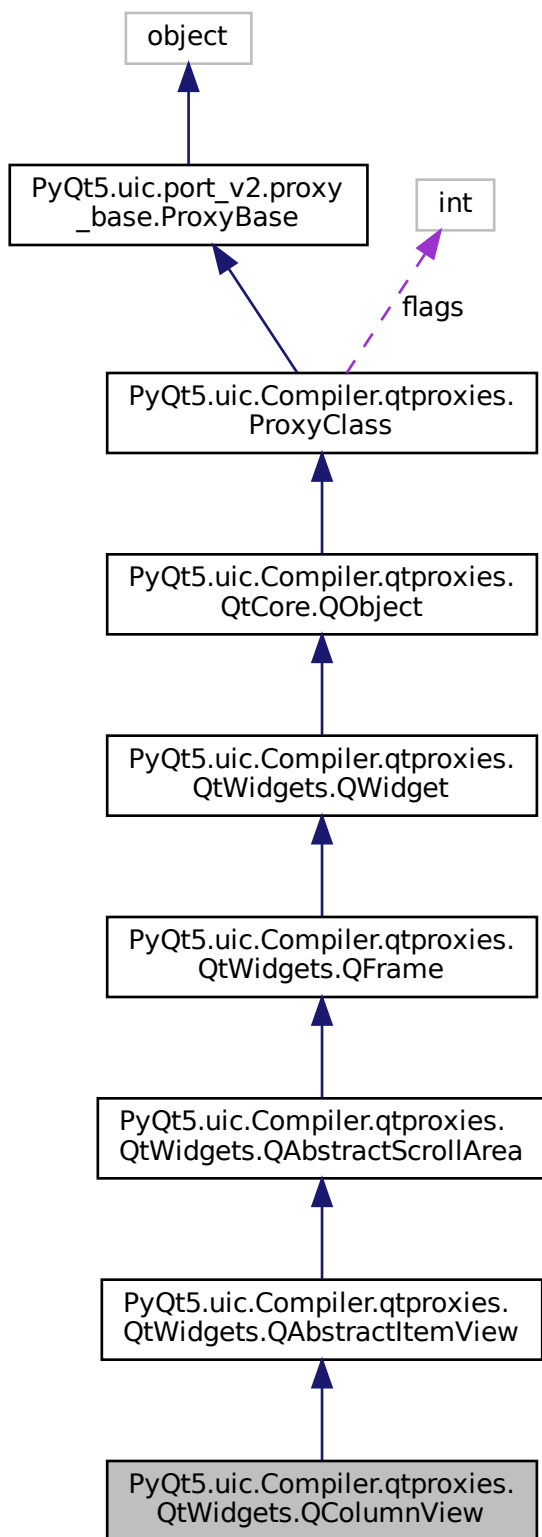 object
PyQt5.uic.port_v2.proxy
_base.ProxyBase
int
flags
PyQt5.uic.Compiler.qtproxies.
ProxyClass
PyQt5.uic.Compiler.qtproxies.
QtCore.QObject
PyQt5.uic.Compiler.qtproxies.
QtWidgets.QWidget
PyQt5.uic.Compiler.qtproxies.
QtWidgets.QFrame
PyQt5.uic.Compiler.qtproxies.
QtWidgets.QAbstractScrollArea
PyQt5.uic.Compiler.qtproxies.
QtWidgets.QAbstractItemView
PyQt5.uic.Compiler.qtproxies.
QtWidgets.QColumnView